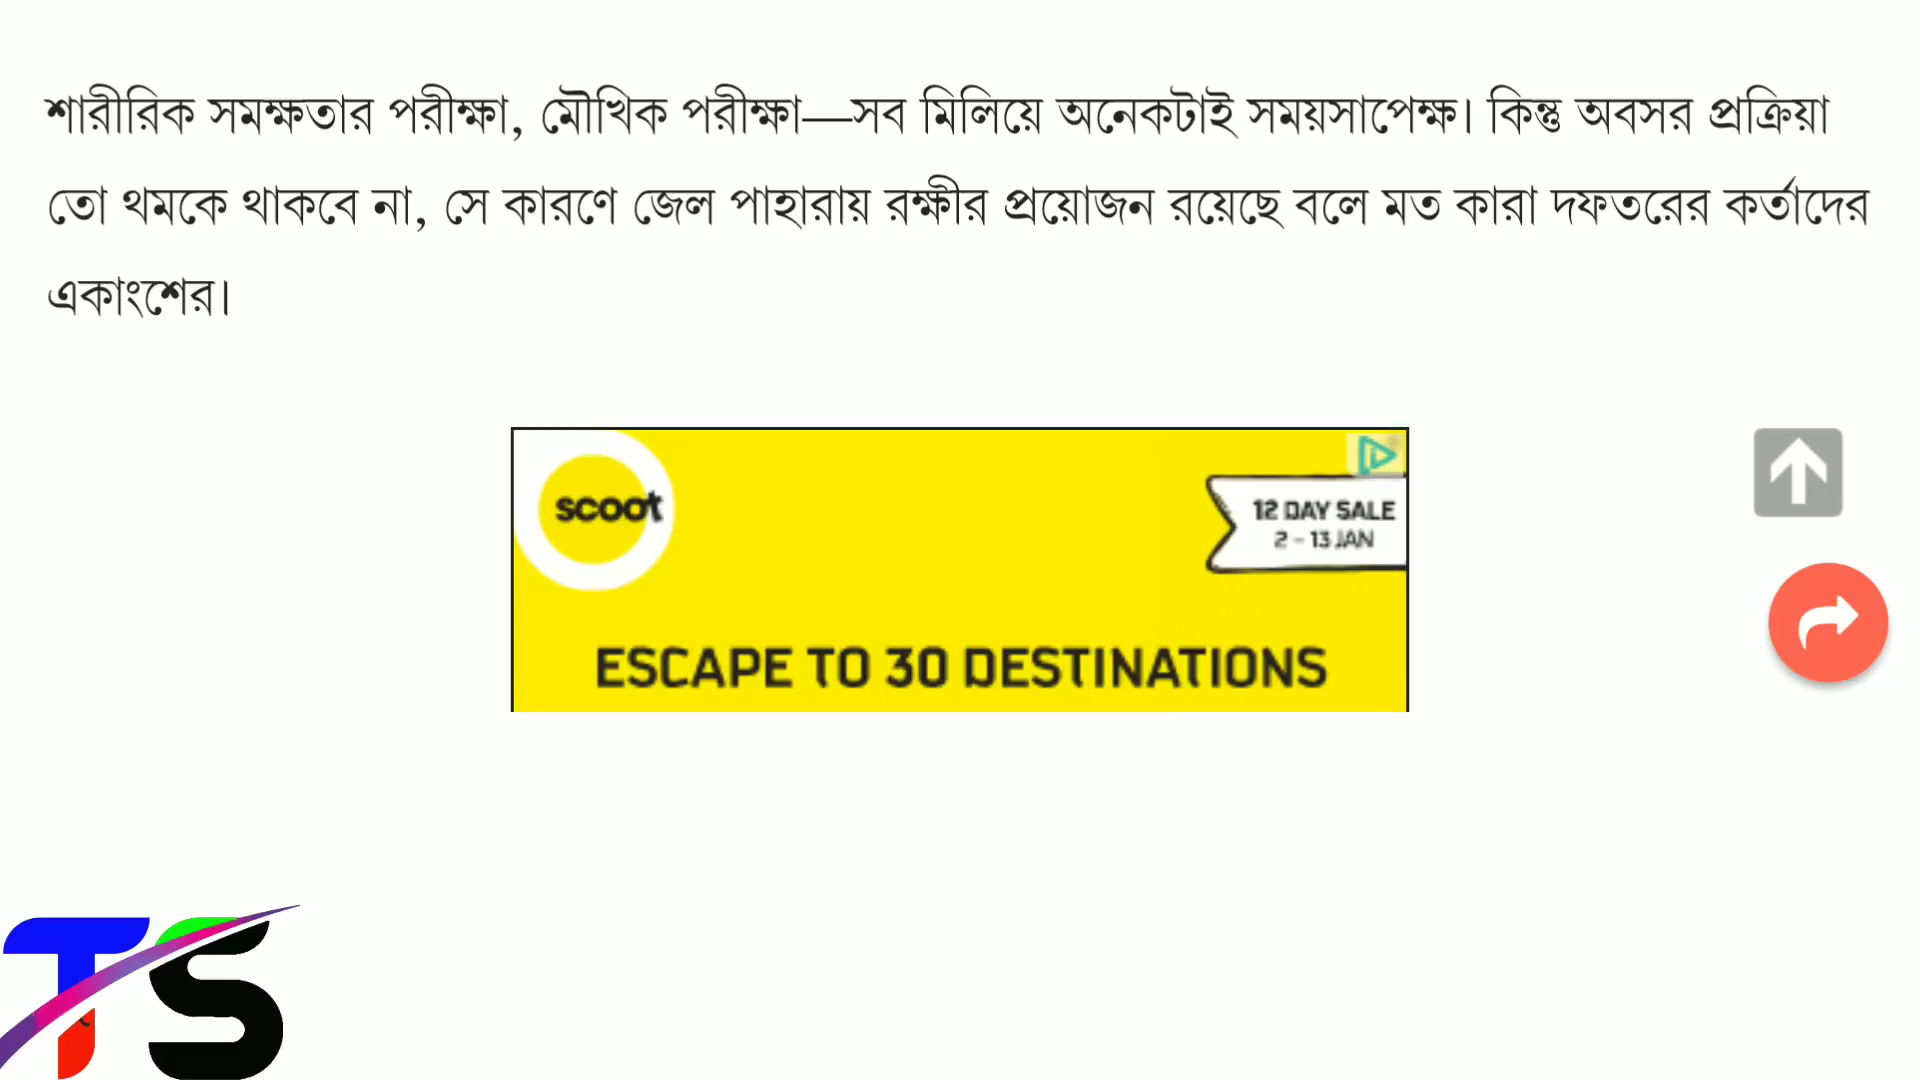 শারীরিক সমক্ষতার পরীক্ষা, মৌখিক পরীক্ষা—সব মিলিয়ে অনেকটাই সময়সাপেক্ষ। কিন্তু অবসর প্রক্রিয়া
তো থমকে থাকবে না, সে কারণে জেল পাহারায় রক্ষীর প্রয়োজন রয়েছে বলে মত কারা দফতরের কর্তাদের
একাংশের।
scoot
12 DAY SALE
2 - 13 JAN
ESCAPE TO 30 DESTINATIONS
TS